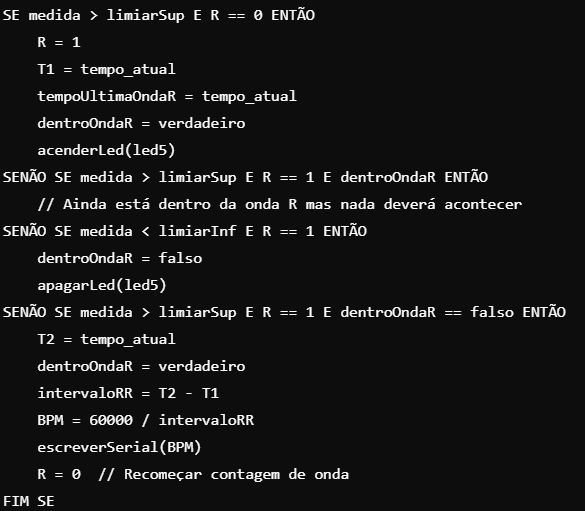 SE medida > limiarSup E R == 0 ENTÃO
    R = 1
    T1 = tempo_atual
    tempoUltimaOndaR = tempo_atual
    dentroOndaR = verdadeiro
    acenderLed(led5)
SENÃO SE medida > limiarSup E R == 1 E dentroOndaR ENTÃO
    // Ainda está dentro da onda R mas nada deverá acontecer
SENÃO SE medida < limiarInf E R == 1 ENTÃO
    dentroOndaR = falso
    apagarLed(led5)
SENÃO SE medida > limiarSup E R == 1 E dentroOndaR == falso ENTÃO
    T2 = tempo_atual
    dentroOndaR = verdadeiro
    intervaloRR = T2 - T1
    BPM = 60000 / intervaloRR
    escreverSerial(BPM)
    R = 0  // Recomeçar contagem de onda
FIM SE